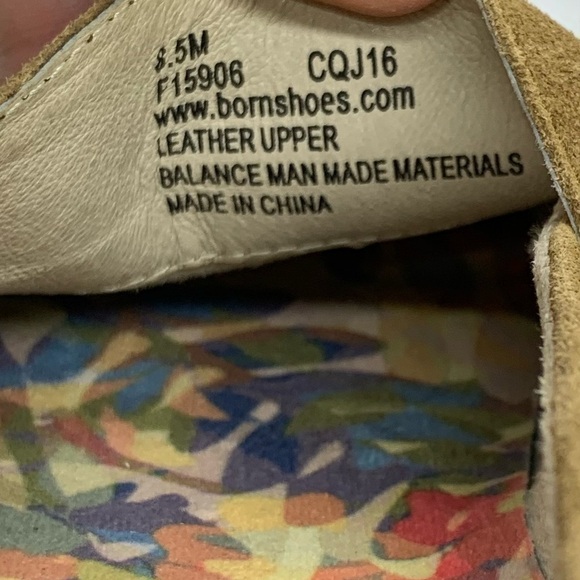 8.5M
F15906 CQJ16
www.bornshoes.com
LEATHER UPPER
BALANCE MAN MADE MATERIALS
MADE IN CHINA